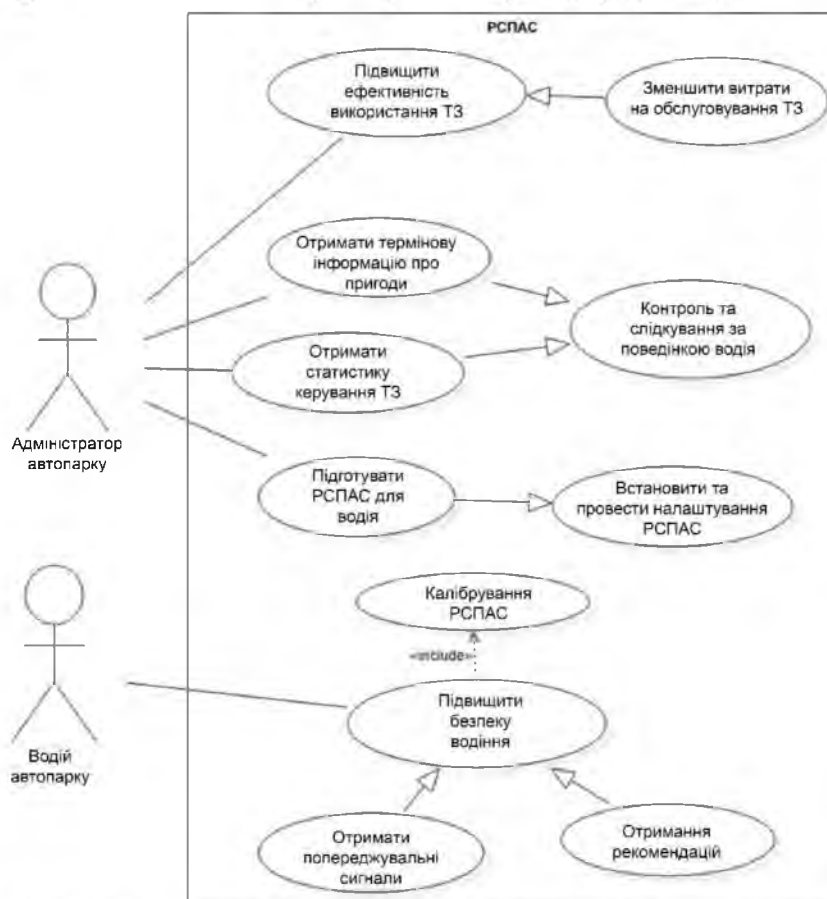 РСПАС
Підвищити
ефективність
використання ТЗ
Зменшити витрати
на обслуговування ТЗ
Отримати термінову
інформацію про
пригоди
Контроль та
слідкування за
поведінкою водія
Отримати
статистику
керування ТЗ
Адміністратор
автопарку
Підготувати
РСПАС для
водія
Встановити та
провести налаштування
РСПАС
Калібрування
РСПАС
«include»
Підвищити
безпеку
водіння
Водій
автопарку
Отримати
попереджувальні
сигнали
Отримання
рекомендацій